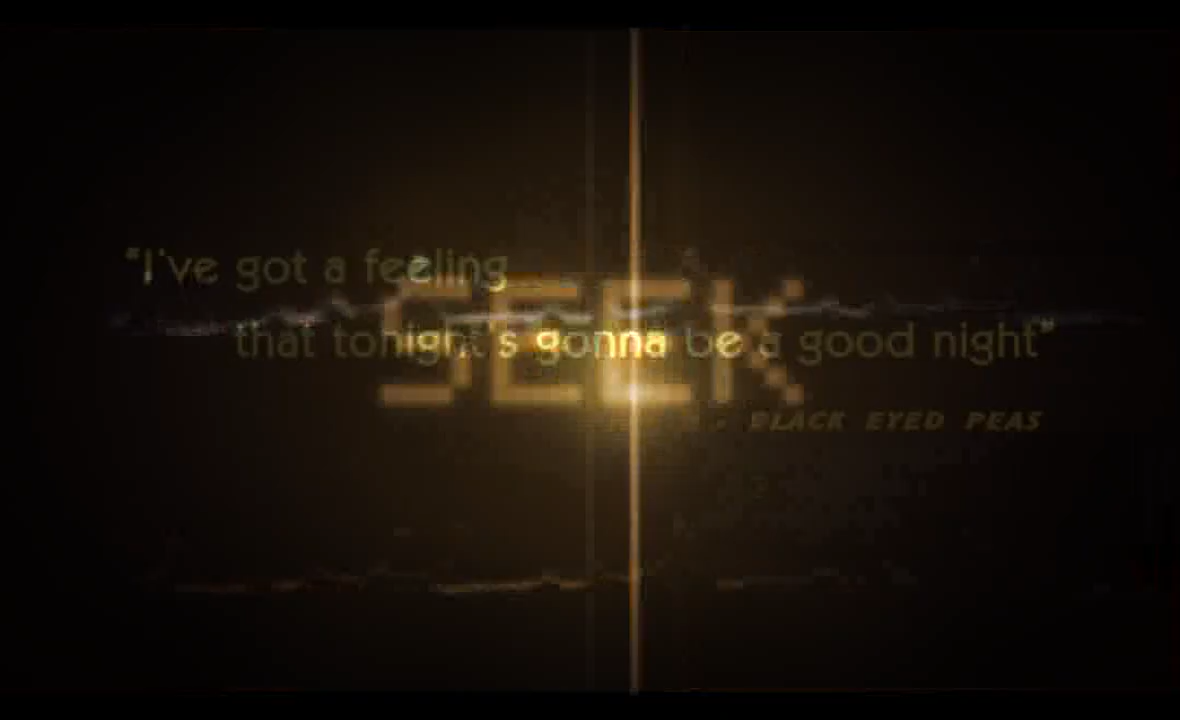 "I've got a feeling
SEEK
that tonight's gonna be a good night"
BLACK EYED PEAS